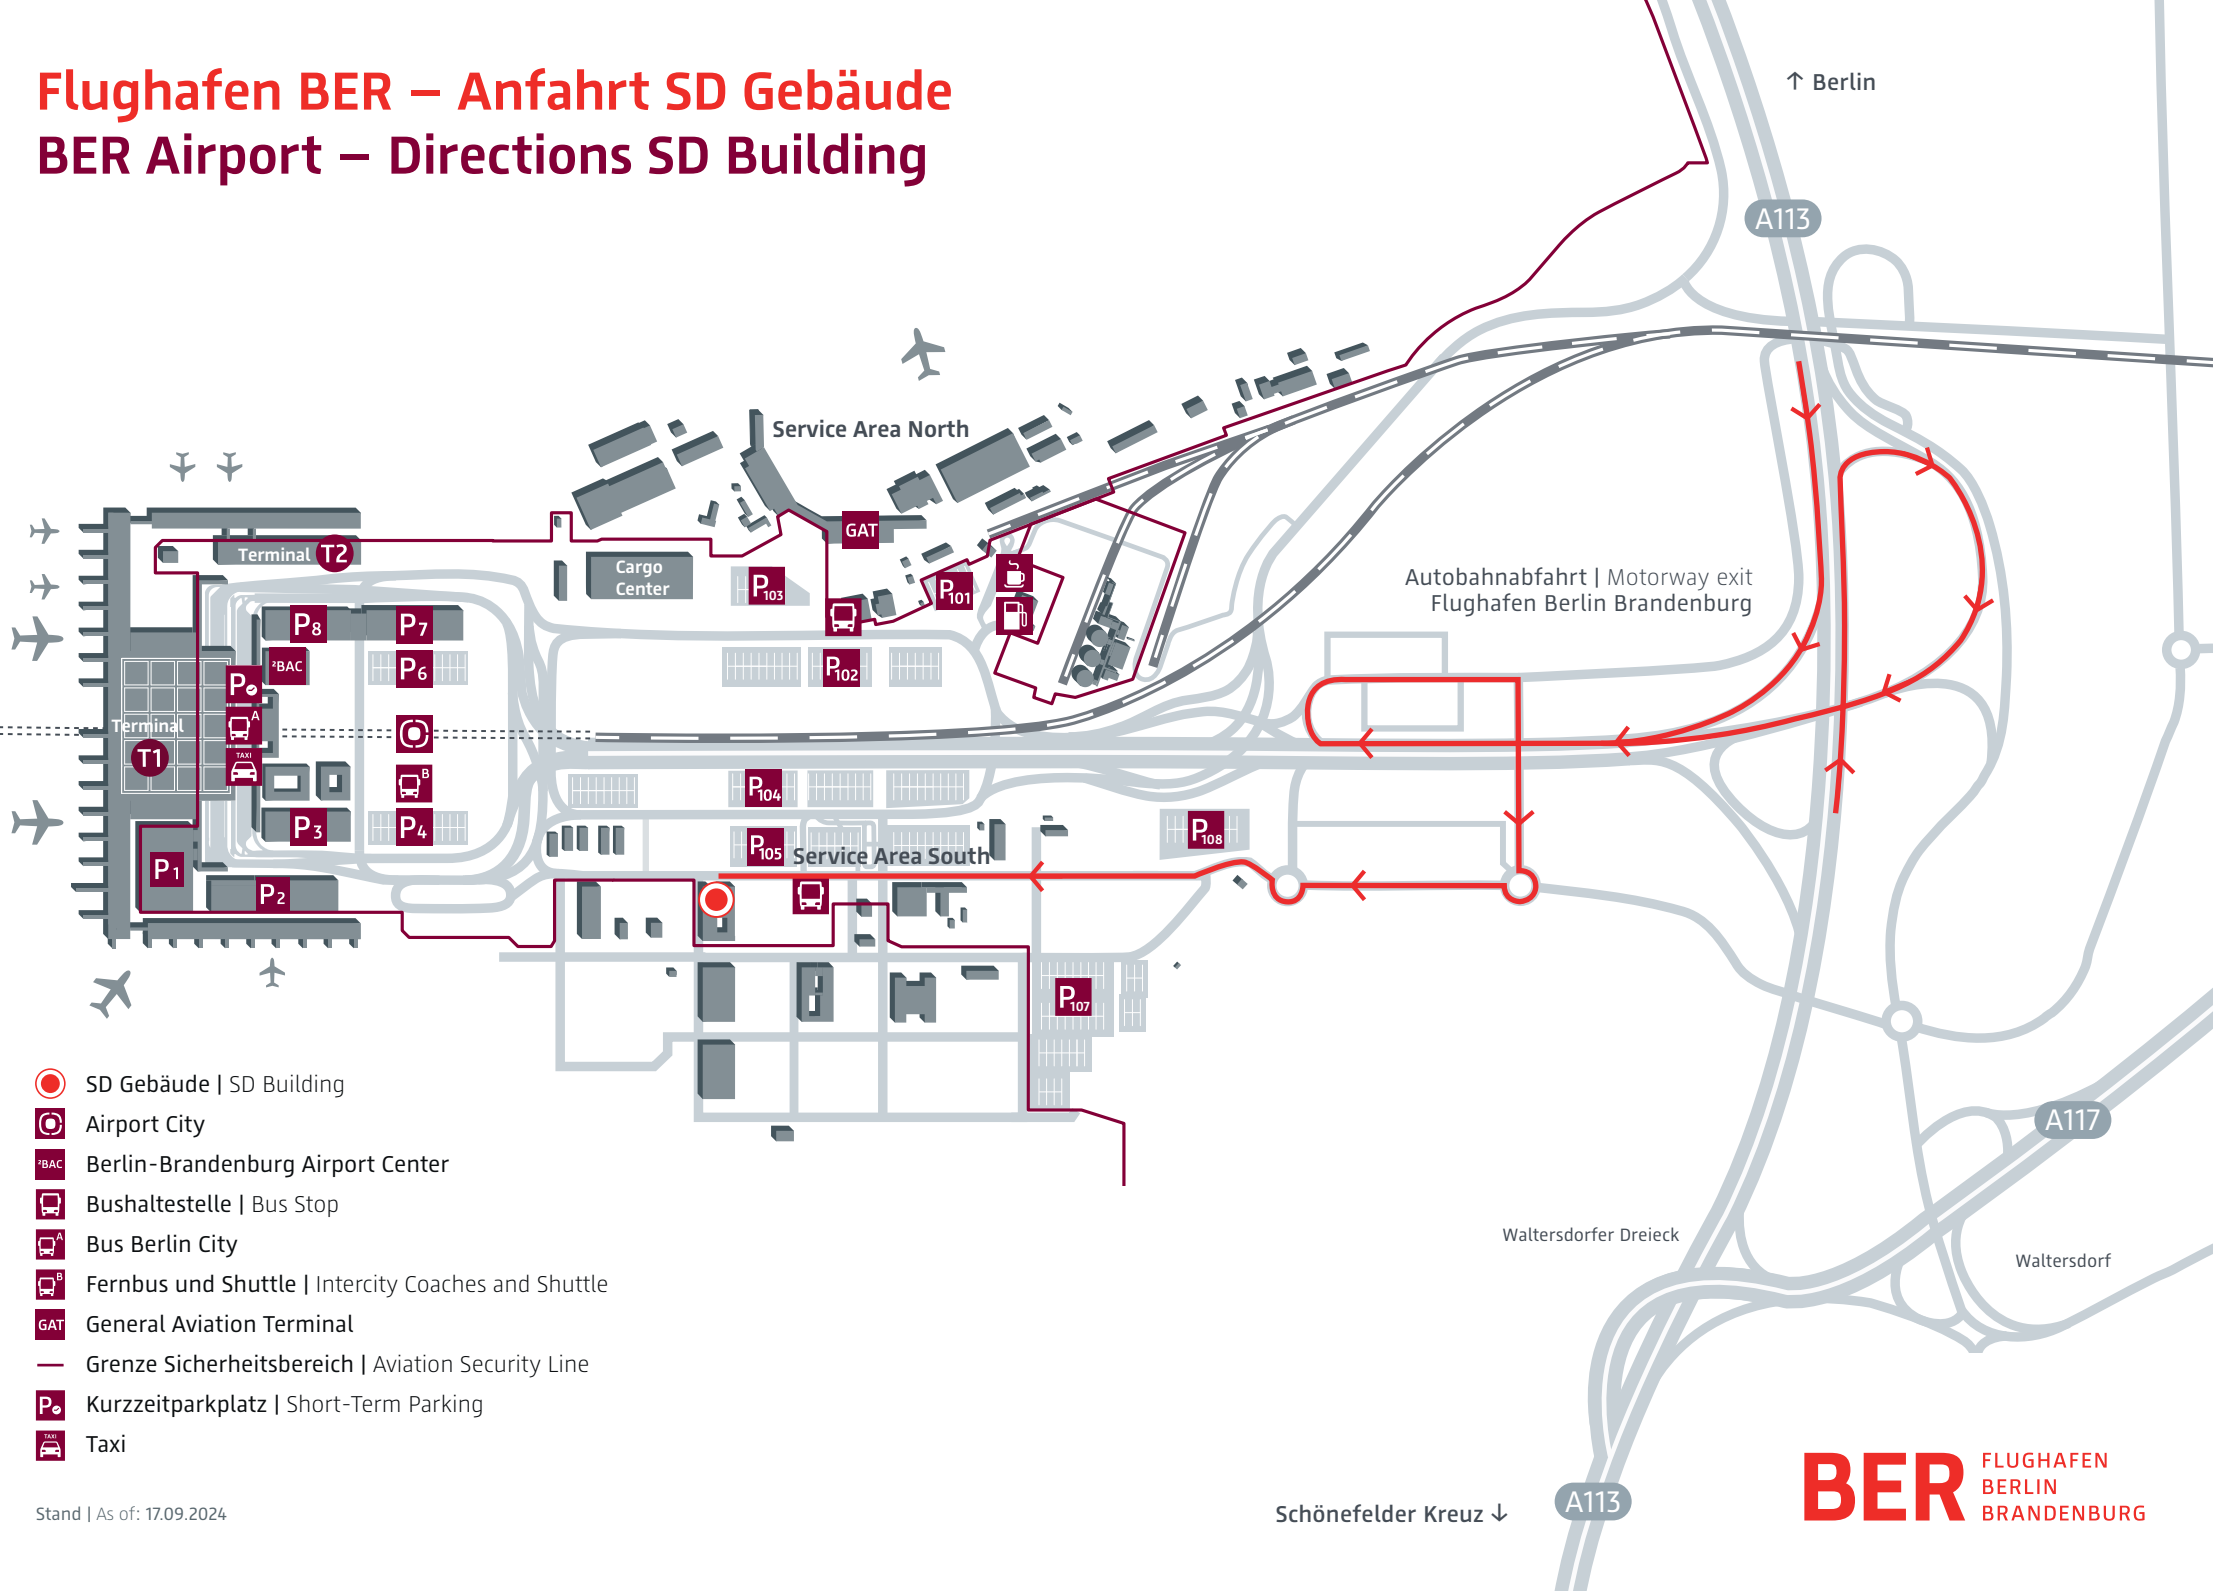 Flughafen BER – Anfahrt SD Gebäude
BER Airport – Directions SD Building
↑ Berlin
A113
Service Area North
GAT
Terminal T2
Cargo
Center
P103
P101
Autobahnabfahrt | Motorway exit
Flughafen Berlin Brandenburg
P8
P7
²BAC
P6
P102
P
A
Terminal
T1
TAXI
B
P3
P4
P104
P105
P108
Service Area South
P1
P2
P107
SD Gebäude | SD Building
Airport City
²BAC Berlin-Brandenburg Airport Center
Bushaltestelle | Bus Stop
A Bus Berlin City
B Fernbus und Shuttle | Intercity Coaches and Shuttle
GAT General Aviation Terminal
Grenze Sicherheitsbereich | Aviation Security Line
P Kurzzeitparkplatz | Short-Term Parking
TAXI Taxi
A117
Waltersdorfer Dreieck
Waltersdorf
Stand | As of: 17.09.2024
Schönefelder Kreuz ↓
A113
BER
FLUGHAFEN
BERLIN
BRANDENBURG